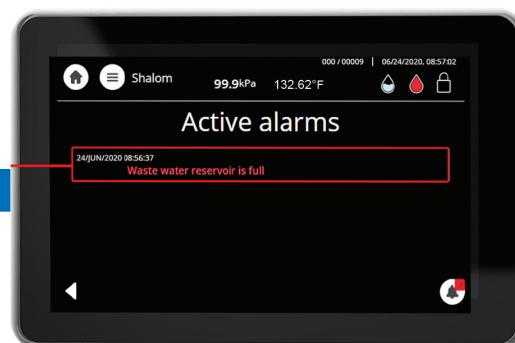 000 / 00009 | 06/24/2020, 08:57:02
Shalom 99.9kPa 132.62°F
Active alarms
24/JUN/2020 08:56:37
Waste water reservoir is full